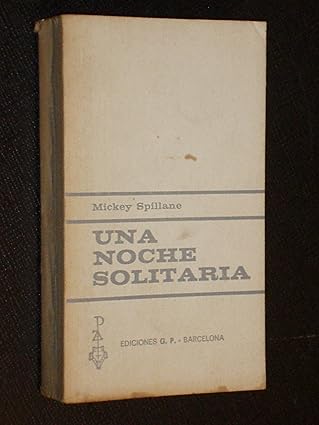 Mickey Spillane
UNA
NOCHE
SOLITARIA
EDICIONES G. P. - BARCELONA